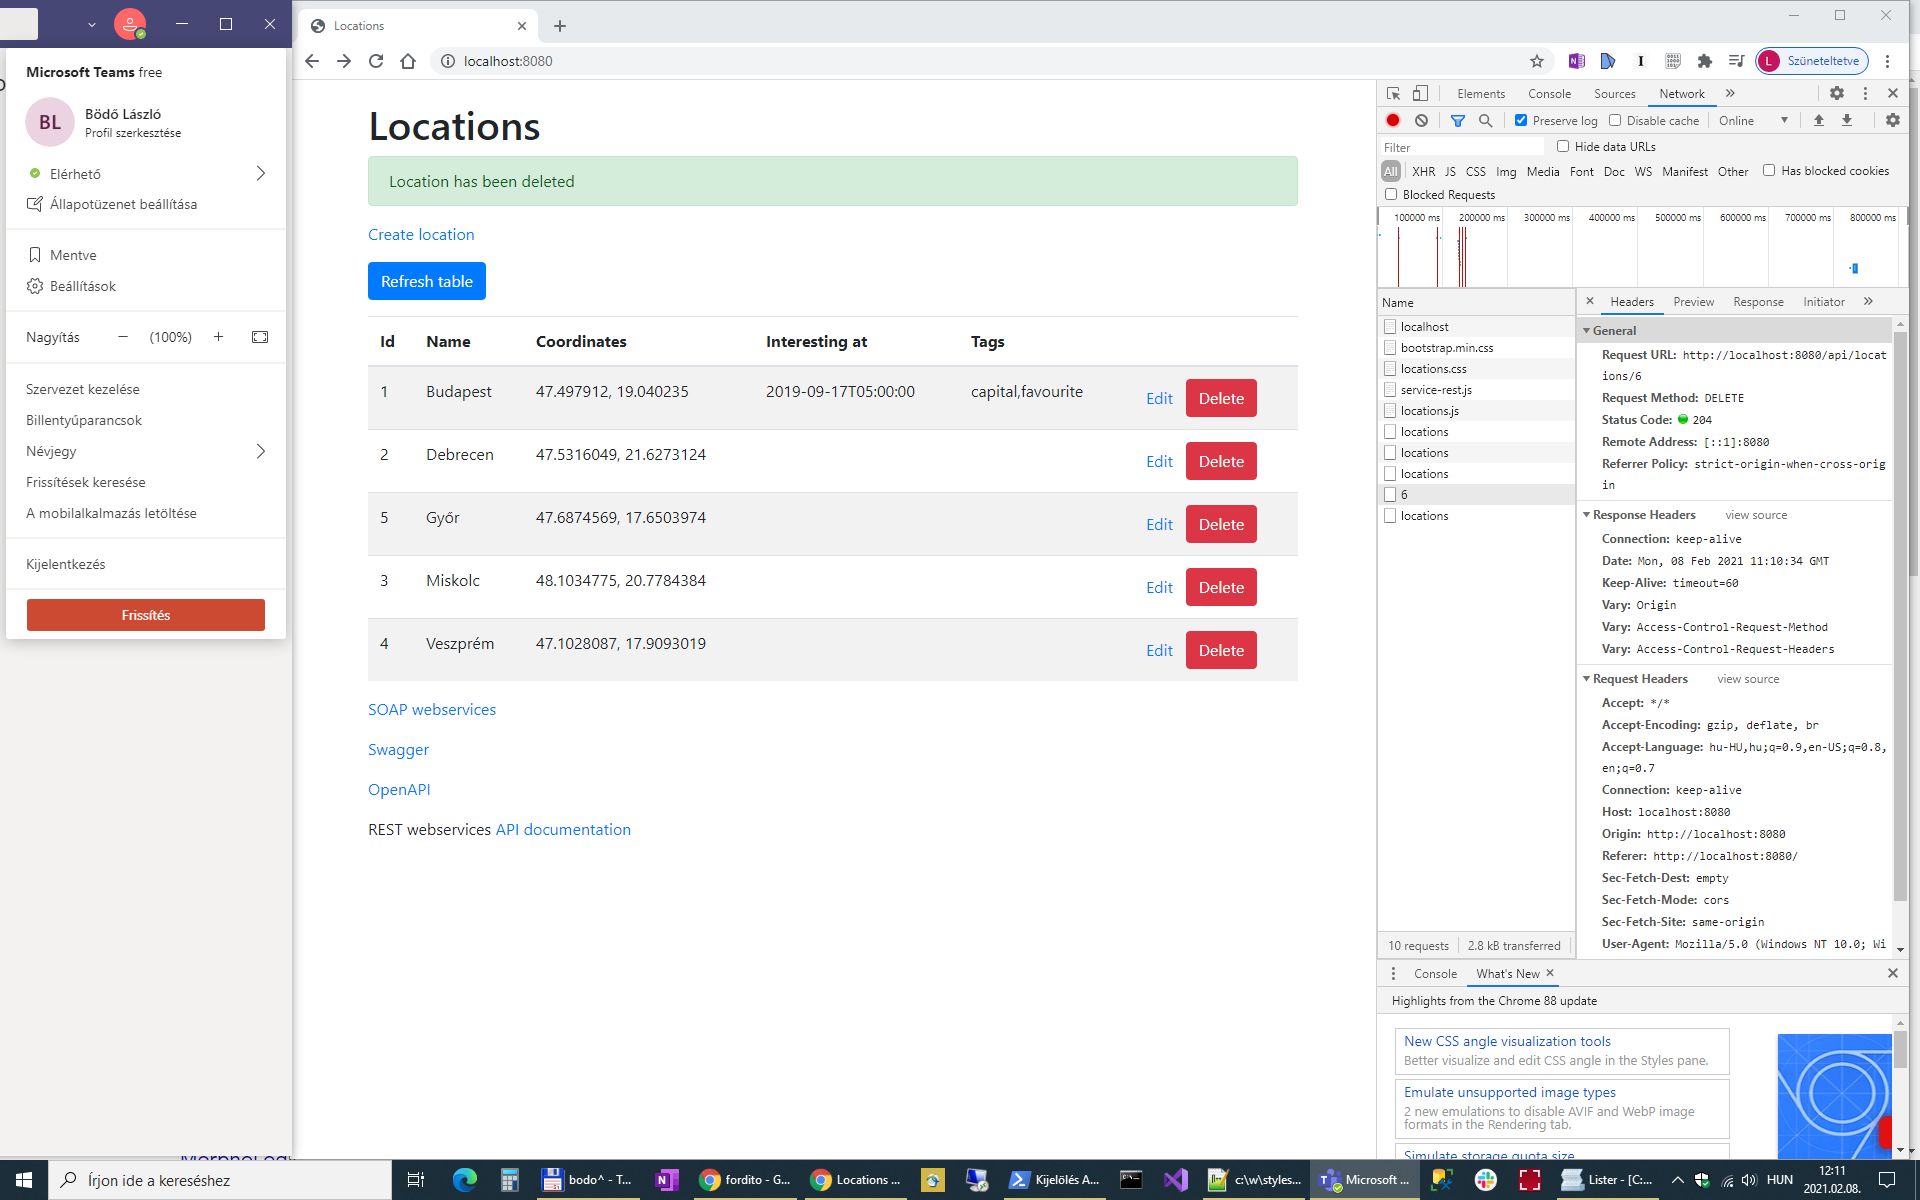 Microsoft Teams free
BL
Bödő László
Profil szerkesztése
Elérhető
Állapotüzenet beállítása
Mentve
Beállítások
Nagyítás
(100%)
Szervezet kezelése
Billentyűparancsok
Névjegy
Frissítések keresése
A mobilalkalmazás letöltése
Kijelentkezés
Frissítés
Locations
localhost:8080
L Szüneteltetve
Locations
Location has been deleted
Create location
Refresh table
Id Name Coordinates Interesting at Tags
1 Budapest 47.497912, 19.040235 2019-09-17T05:00:00 capital,favourite Edit Delete
2 Debrecen 47.5316049, 21.6273124 Edit Delete
5 Győr 47.6874569, 17.6503974 Edit Delete
3 Miskolc 48.1034775, 20.7784384 Edit Delete
4 Veszprém 47.1028087, 17.9093019 Edit Delete
SOAP webservices
Swagger
OpenAPI
REST webservices API documentation
Elements Console Sources Network
Preserve log Disable cache Online
Filter Hide data URLs
All XHR JS CSS Img Media Font Doc WS Manifest Other Has blocked cookies
Blocked Requests
100000 ms 200000 ms 300000 ms 400000 ms 500000 ms 600000 ms 700000 ms 800000 ms
Name
localhost
bootstrap.min.css
locations.css
service-rest.js
locations.js
locations
locations
locations
6
locations
10 requests 2.8 kB transferred
Headers Preview Response Initiator
General
Request URL: http://localhost:8080/api/locat
ions/6
Request Method: DELETE
Status Code: 204
Remote Address: [::1]:8080
Referrer Policy: strict-origin-when-cross-orig
in
Response Headers view source
Connection: keep-alive
Date: Mon, 08 Feb 2021 11:10:34 GMT
Keep-Alive: timeout=60
Vary: Origin
Vary: Access-Control-Request-Method
Vary: Access-Control-Request-Headers
Request Headers view source
Accept: */*
Accept-Encoding: gzip, deflate, br
Accept-Language: hu-HU,hu;q=0.9,en-US;q=0.8,
en;q=0.7
Connection: keep-alive
Host: localhost:8080
Origin: http://localhost:8080
Referer: http://localhost:8080/
Sec-Fetch-Dest: empty
Sec-Fetch-Mode: cors
Sec-Fetch-Site: same-origin
User-Agent: Mozilla/5.0 (Windows NT 10.0; Wi
Console What's New
Highlights from the Chrome 88 update
New CSS angle visualization tools
Better visualize and edit CSS angle in the Styles pane.
Emulate unsupported image types
2 new emulations to disable AVIF and WebP image
formats in the Rendering tab.
Simulate storage quota size
Írjon ide a kereséshez
bodo^ - T...
fordito - G...
Locations ...
Kijelölés A...
c:\w\styles...
Microsoft ...
Lister - [C:...
HUN
12:11
2021.02.08.